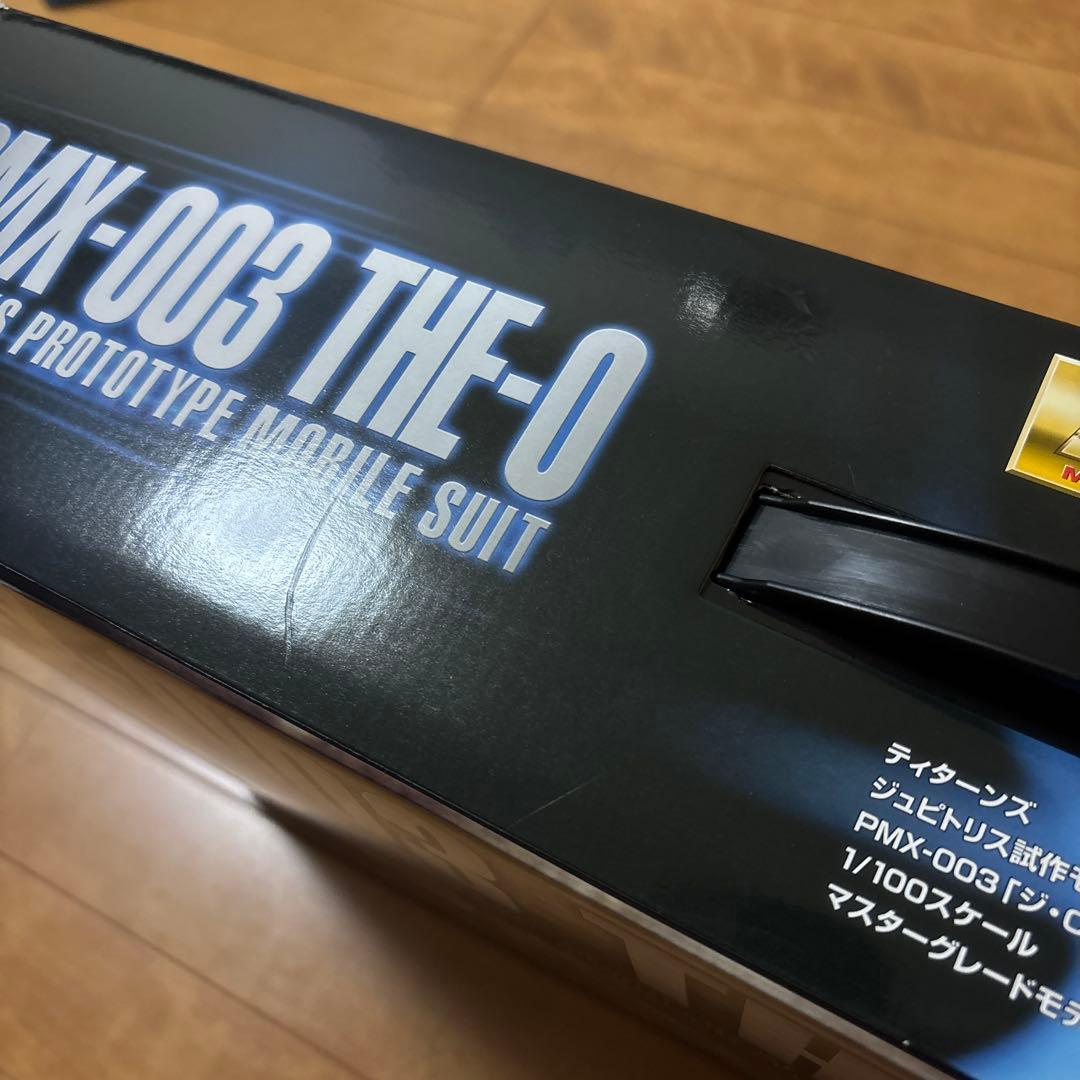 PMX-003 THE-O
PROTOTYPE MOBILE SUIT
ティターンズ
ジュピトリス試作モ
PMX-003「ジ・O
1/100スケール
マスターグレードモデ